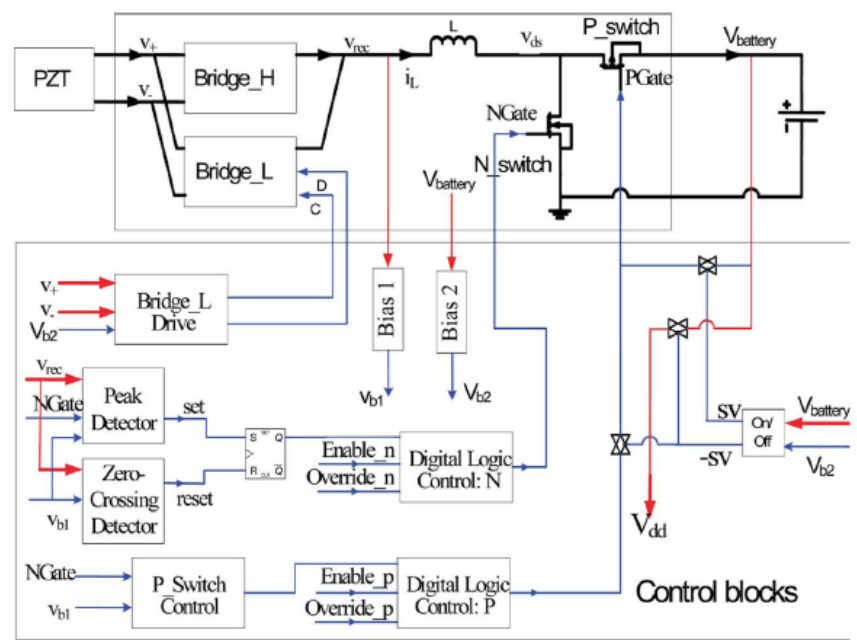 P_switch
L
v+
vrec
vds
Vbattery
PZT
Bridge_H
iL
PGate
v-
NGate
+
Bridge_L
N_switch
D
C
Vbattery
v+
Bridge_L
Drive
v-
Vb2
Bias 1
Bias 2
vrec
vb1
Vb2
NGate
Peak
Detector
set
S SET Q
R CLR Q
Enable_n
Override_n
Digital Logic
Control: N
Zero-
Crossing
Detector
reset
vb1
sv
-sv
On/
Off
Vbattery
Vb2
Vdd
NGate
P_Switch
Control
vb1
Enable_p
Override_p
Digital Logic
Control: P
Control blocks